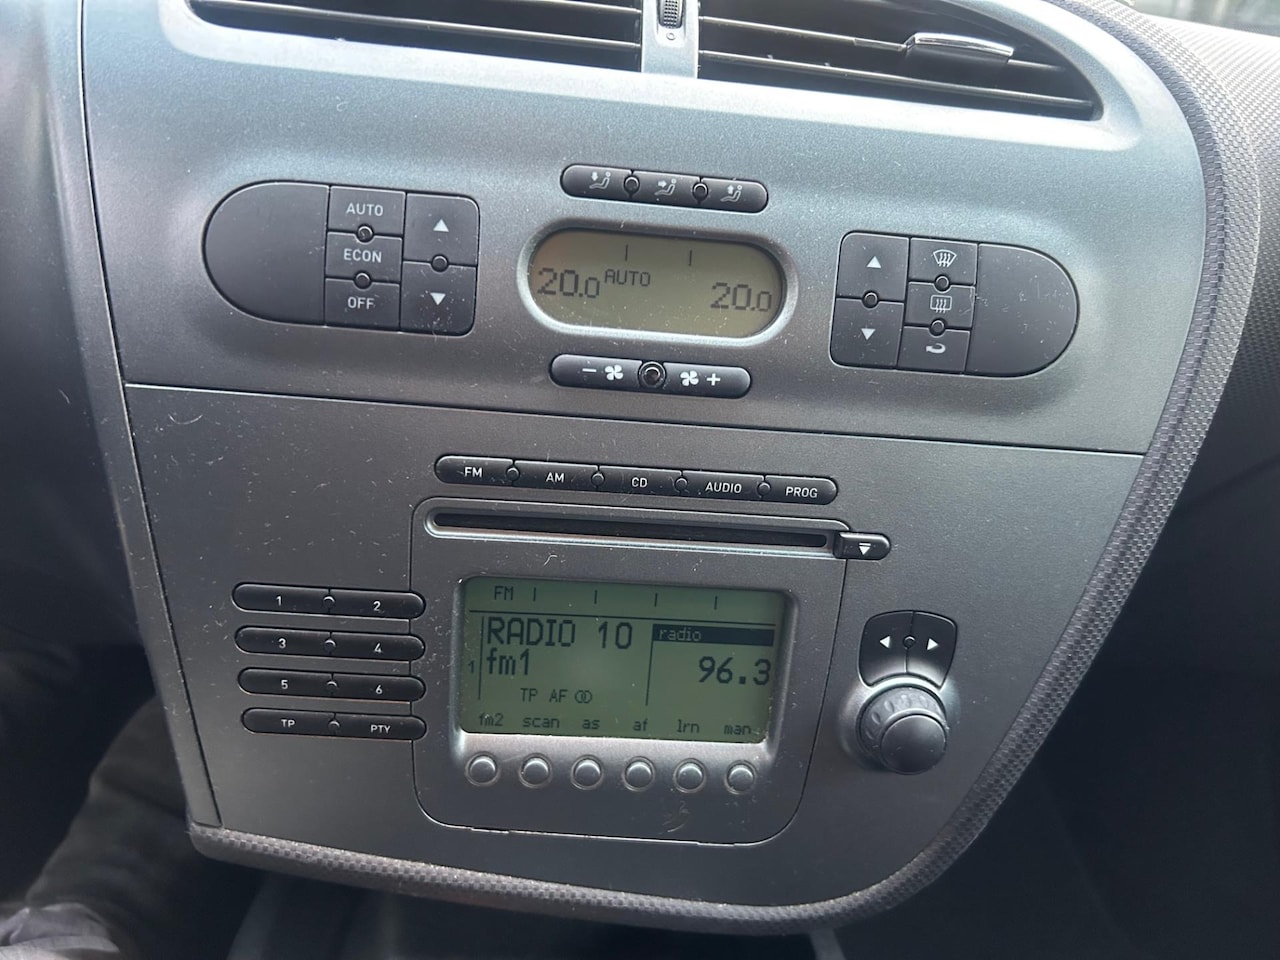 AUTO
ECON
OFF
20.0 AUTO 20.0
- +
FM AM CD AUDIO PROG
1 2
3 4
5 6
TP PTY
FM
RADIO 10 radio
1 fm1 96.3
TP AF
fm2 scan as af lrn man